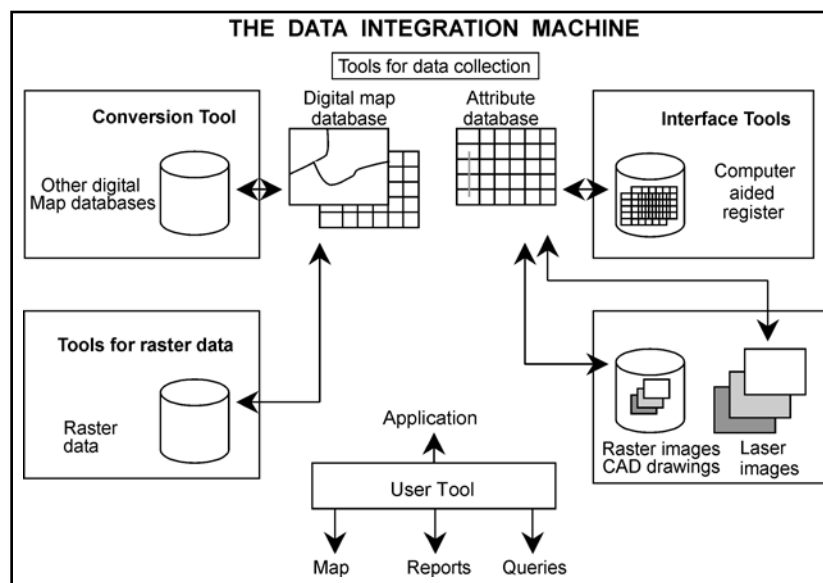 THE DATA INTEGRATION MACHINE
Tools for data collection
Conversion Tool
Other digital
Map databases
Digital map
database
Attribute
database
Interface Tools
Computer
aided
register
Tools for raster data
Raster
data
Application
User Tool
Map
Reports
Queries
Raster images
CAD drawings
Laser
images